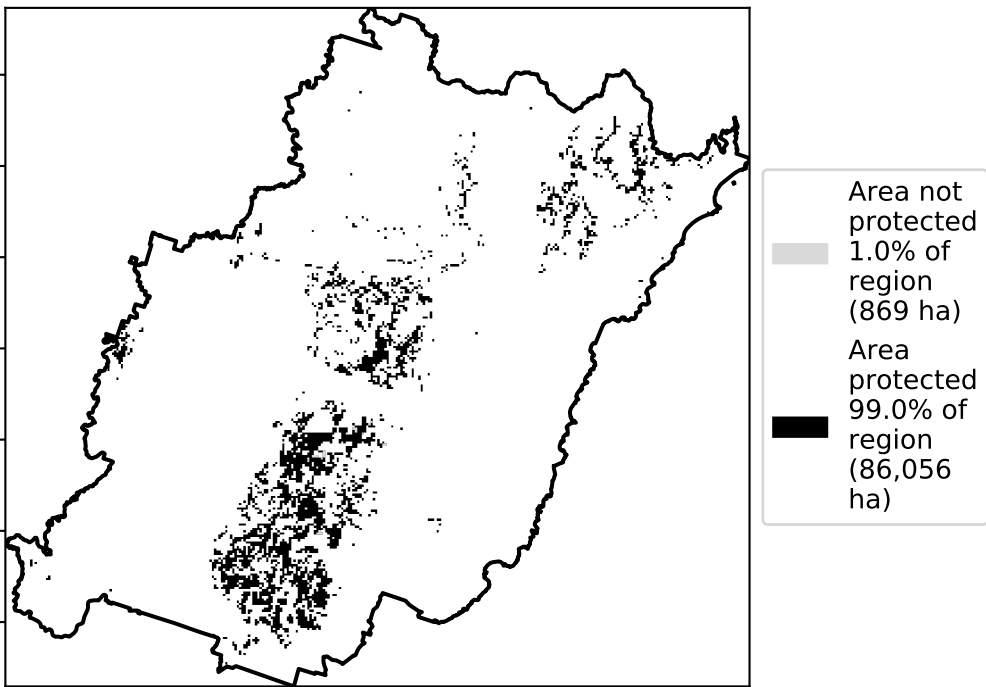 Area not
protected
1.0% of
region
(869 ha)
Area
protected
99.0% of
region
(86,056
ha)